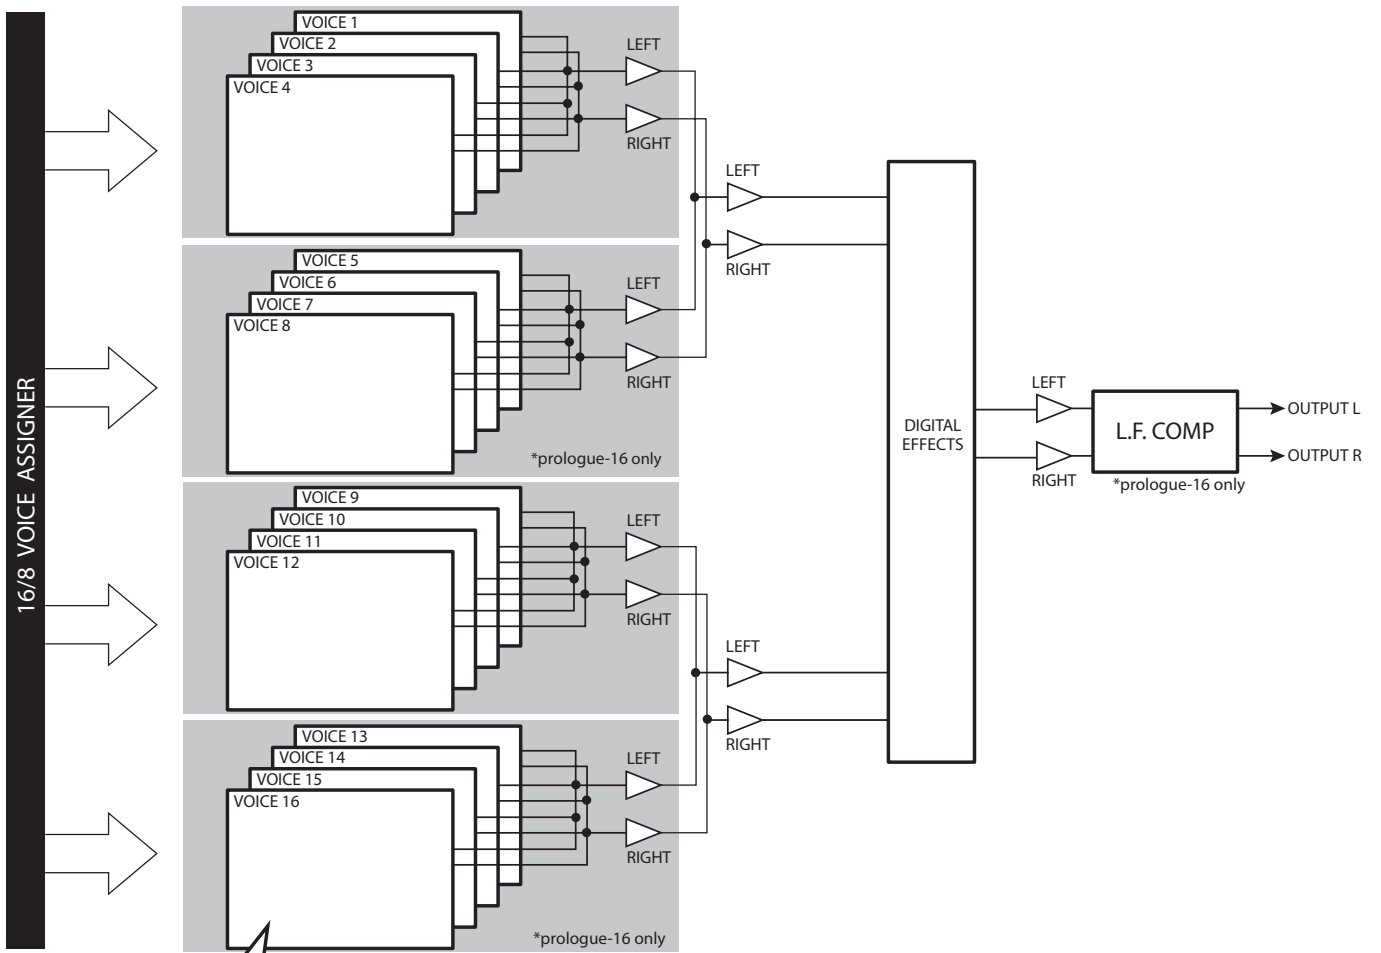 16/8 VOICE ASSIGNER
VOICE 1
VOICE 2
VOICE 3
VOICE 4
LEFT
RIGHT
VOICE 5
VOICE 6
VOICE 7
VOICE 8
LEFT
RIGHT
*prologue-16 only
VOICE 9
VOICE 10
VOICE 11
VOICE 12
LEFT
RIGHT
VOICE 13
VOICE 14
VOICE 15
VOICE 16
LEFT
RIGHT
*prologue-16 only
LEFT
RIGHT
LEFT
RIGHT
DIGITAL
EFFECTS
LEFT
RIGHT
L.F. COMP
*prologue-16 only
OUTPUT L
OUTPUT R